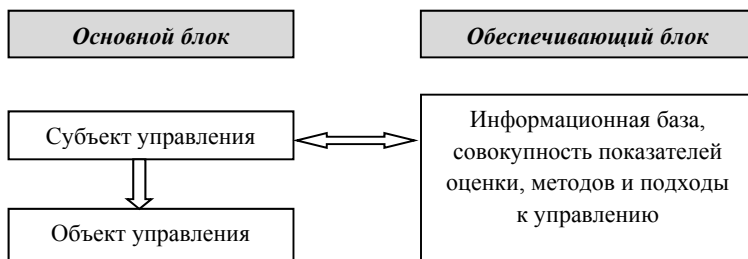 Основной блок
Обеспечивающий блок
Субъект управления
Объект управления
Информационная база,
совокупность показателей
оценки, методов и подходы
к управлению